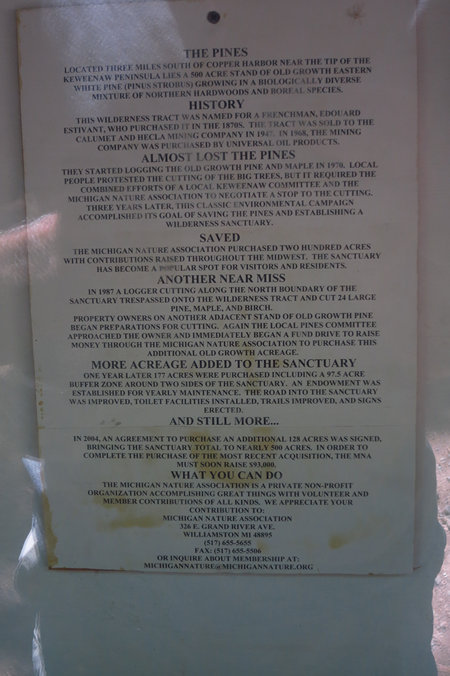 THE PINES
LOCATED THREE MILES SOUTH OF COPPER HARBOR NEAR THE TIP OF THE
KEWEENAW PENINSULA LIES A 500 ACRE STAND OF OLD GROWTH EASTERN
WHITE PINE (PINUS STROBUS) GROWING IN A BIOLOGICALLY DIVERSE
MIXTURE OF NORTHERN HARDWOODS AND BOREAL SPECIES.
HISTORY
THIS WILDERNESS TRACT WAS NAMED FOR A FRENCHMAN, EDOUARD
ESTIVANT, WHO PURCHASED IT IN THE 1870S. THE TRACT WAS SOLD TO THE
CALUMET AND HECLA MINING COMPANY IN 1947. IN 1968, THE MINING
COMPANY WAS PURCHASED BY UNIVERSAL OIL PRODUCTS.
ALMOST LOST THE PINES
THEY STARTED LOGGING THE OLD GROWTH PINE AND MAPLE IN 1970. LOCAL
PEOPLE PROTESTED THE CUTTING OF THE BIG TREES, BUT IT REQUIRED THE
COMBINED EFFORTS OF A LOCAL KEWEENAW COMMITTEE AND THE
MICHIGAN NATURE ASSOCIATION TO NEGOTIATE A STOP TO THE CUTTING.
THREE YEARS LATER, THIS CLASSIC ENVIRONMENTAL CAMPAIGN
ACCOMPLISHED ITS GOAL OF SAVING THE PINES AND ESTABLISHING A
WILDERNESS SANCTUARY.
SAVED
THE MICHIGAN NATURE ASSOCIATION PURCHASED TWO HUNDRED ACRES
WITH CONTRIBUTIONS RAISED THROUGHOUT THE MIDWEST. THE SANCTUARY
HAS BECOME A POPULAR SPOT FOR VISITORS AND RESIDENTS.
ANOTHER NEAR MISS
IN 1987 A LOGGER CUTTING ALONG THE NORTH BOUNDARY OF THE
SANCTUARY TRESPASSED ONTO THE WILDERNESS TRACT AND CUT 24 LARGE
PINE, MAPLE, AND BIRCH.
PROPERTY OWNERS ON ANOTHER ADJACENT STAND OF OLD GROWTH PINE
BEGAN PREPARATIONS FOR CUTTING. AGAIN THE LOCAL PINES COMMITTEE
APPROACHED THE OWNER AND IMMEDIATELY BEGAN A FUND DRIVE TO RAISE
MONEY THROUGH THE MICHIGAN NATURE ASSOCIATION TO PURCHASE THIS
ADDITIONAL OLD GROWTH ACREAGE.
MORE ACREAGE ADDED TO THE SANCTUARY
ONE YEAR LATER 177 ACRES WERE PURCHASED INCLUDING A 97.5 ACRE
BUFFER ZONE AROUND TWO SIDES OF THE SANCTUARY. AN ENDOWMENT WAS
ESTABLISHED FOR YEARLY MAINTENANCE. THE ROAD INTO THE SANCTUARY
WAS IMPROVED, TOILET FACILITIES INSTALLED, TRAILS IMPROVED, AND SIGNS
ERECTED.
AND STILL MORE...
IN 2004, AN AGREEMENT TO PURCHASE AN ADDITIONAL 128 ACRES WAS SIGNED,
BRINGING THE SANCTUARY TOTAL TO NEARLY 500 ACRES. IN ORDER TO
COMPLETE THE PURCHASE OF THE MOST RECENT ACQUISITION, THE MNA
MUST SOON RAISE $93,000.
WHAT YOU CAN DO
THE MICHIGAN NATURE ASSOCIATION IS A PRIVATE NON-PROFIT
ORGANIZATION ACCOMPLISHING GREAT THINGS WITH VOLUNTEER AND
MEMBER CONTRIBUTIONS OF ALL KINDS. WE APPRECIATE YOUR
CONTRIBUTION TO:
MICHIGAN NATURE ASSOCIATION
326 E. GRAND RIVER AVE.
WILLIAMSTON MI 48895
(517) 655-5655
FAX: (517) 655-5506
OR INQUIRE ABOUT MEMBERSHIP AT:
MICHIGANNATURE@MICHIGANNATURE.ORG